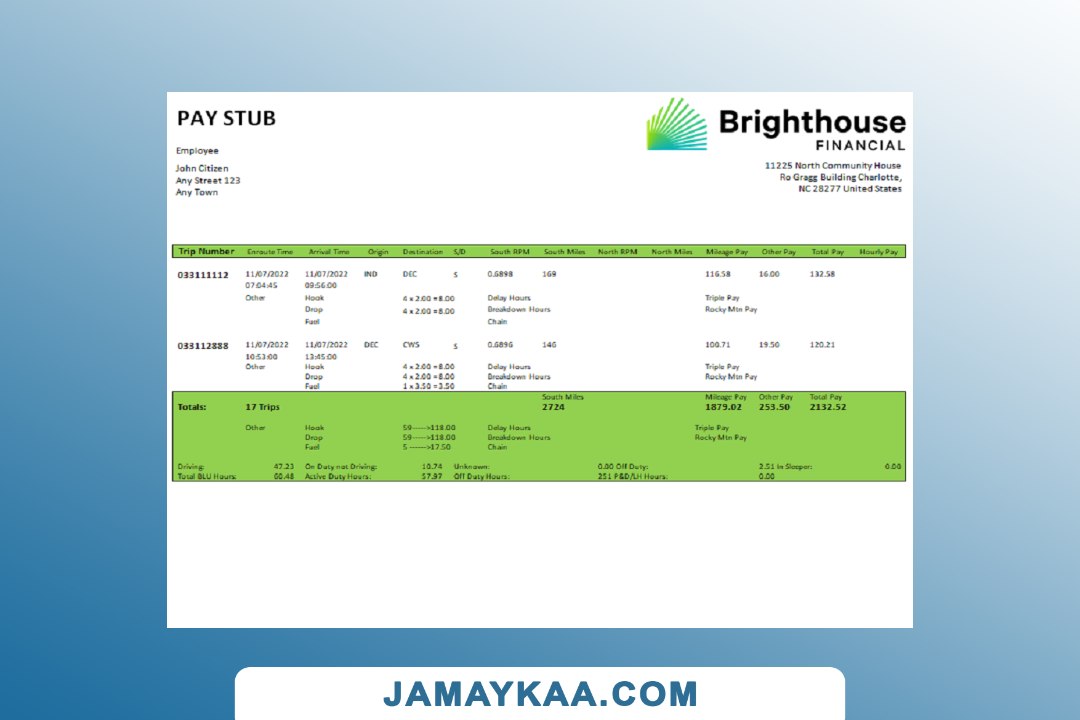 PAY STUB
Brighthouse
FINANCIAL
Employee
John Citizen
Any Street 123
Any Town
11225 North Community House
Ro Gragg Building Charlotte,
NC 28277 United States
Trip Number Enroute Time Arrival Time Origin Destination S/D South RPM South Miles North RPM North Miles Mileage Pay Other Pay Total Pay Hourly Pay
033111112 11/07/2022 11/07/2022 IND DEC S 0.6898 169 116.58 16.00 132.58
07:04:45 09:56:00
Other Hook 4 x 2.00 =8.00 Delay Hours Triple Pay
Drop 4 x 2.00 =8.00 Breakdown Hours Rocky Mtn Pay
Fuel Chain
033112888 11/07/2022 11/07/2022 DEC CWS S 0.6896 146 100.71 19.50 120.21
10:53:00 13:45:00
Other Hook 4 x 2.00 =8.00 Delay Hours Triple Pay
Drop 4 x 2.00 =8.00 Breakdown Hours Rocky Mtn Pay
Fuel 1 x 3.50 =3.50 Chain
South Miles Mileage Pay Other Pay Total Pay
Totals: 17 Trips 2724 1879.02 253.50 2132.52
Other Hook 59----->118.00 Delay Hours Triple Pay
Drop 59----->118.00 Breakdown Hours Rocky Mtn Pay
Fuel 5 ------>17.50 Chain
Driving: 47.23 On Duty not Driving: 10.74 Unknown: 0.00 Off Duty: 2.51 In Sleeper: 0.00
Total BLU Hours: 60.48 Active Duty Hours: 57.97 Off Duty Hours: 251 P&D/LH Hours: 0.00
JAMAYKAA.COM